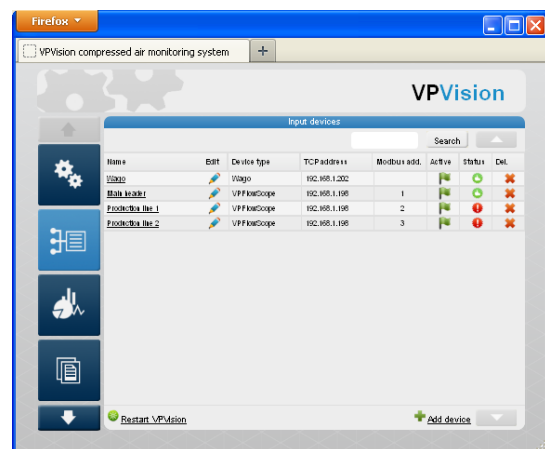 Firefox
VPVision compressed air monitoring system
VPVision
Input devices
Search
Name Edit Device type TCP address Modbus add. Active Status Del.
Wago Wago 192.168.1.202
Main header VPFlowScope 192.168.1.198 1
Production line 1 VPFlowScope 192.168.1.198 2
Production line 2 VPFlowScope 192.168.1.198 3
Restart VPVision
Add device